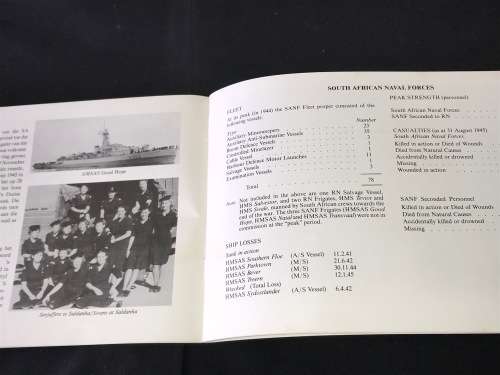 HMSAS Good Hope
Seejuffers te Saldanha/Swans at Saldanha
SOUTH AFRICAN NAVAL FORCES
FLEET
At its peak (in 1944) the SANF Fleet proper consisted of the
following Vessels:
Type Number
Auxiliary Minesweepers
Auxiliary Anti-Submarine Vessels
Boom Defence Vessels
Controlled Minelayer
Cable Vessel
Harbour Defence Motor Launches
Salvage Vessels
Examination Vessels
Total 78
Note Not included in the above are one RN Salvage Vessel,
HMS Salvestor, and two RN Frigates, HMS Teviot and
HMS Swale, manned by South African crews towards the
end of the war. The three SANF Frigates (HMSAS Good
Hope, HMSAS Natal and HMSAS Transvaal) were not in
commission at the "peak" period.
SHIP LOSSES
Sunk in action
HMSAS Southern Floe (A/S Vessel) 11.2.41
HMSAS Parktown (M/S) 21.6.42
HMSAS Bever (M/S) 30.11.44
HMSAS Treern (M/S) 12.1.45
Wrecked (Total Loss)
HMSAS Sydostlander (A/S Vessel) 6.4.42
PEAK STRENGTH (personnel)
South African Naval Forces
SANF Seconded to RN
CASUALTIES (as at 31 August 1945)
South African Naval Forces:
Killed in action or Died of Wounds
Died from Natural Causes
Accidentally killed or drowned
Missing
Wounded in action
SANF Seconded Personnel
Killed in action or Died of Wounds
Died from Natural Causes
Accidentally killed or drowned
Missing